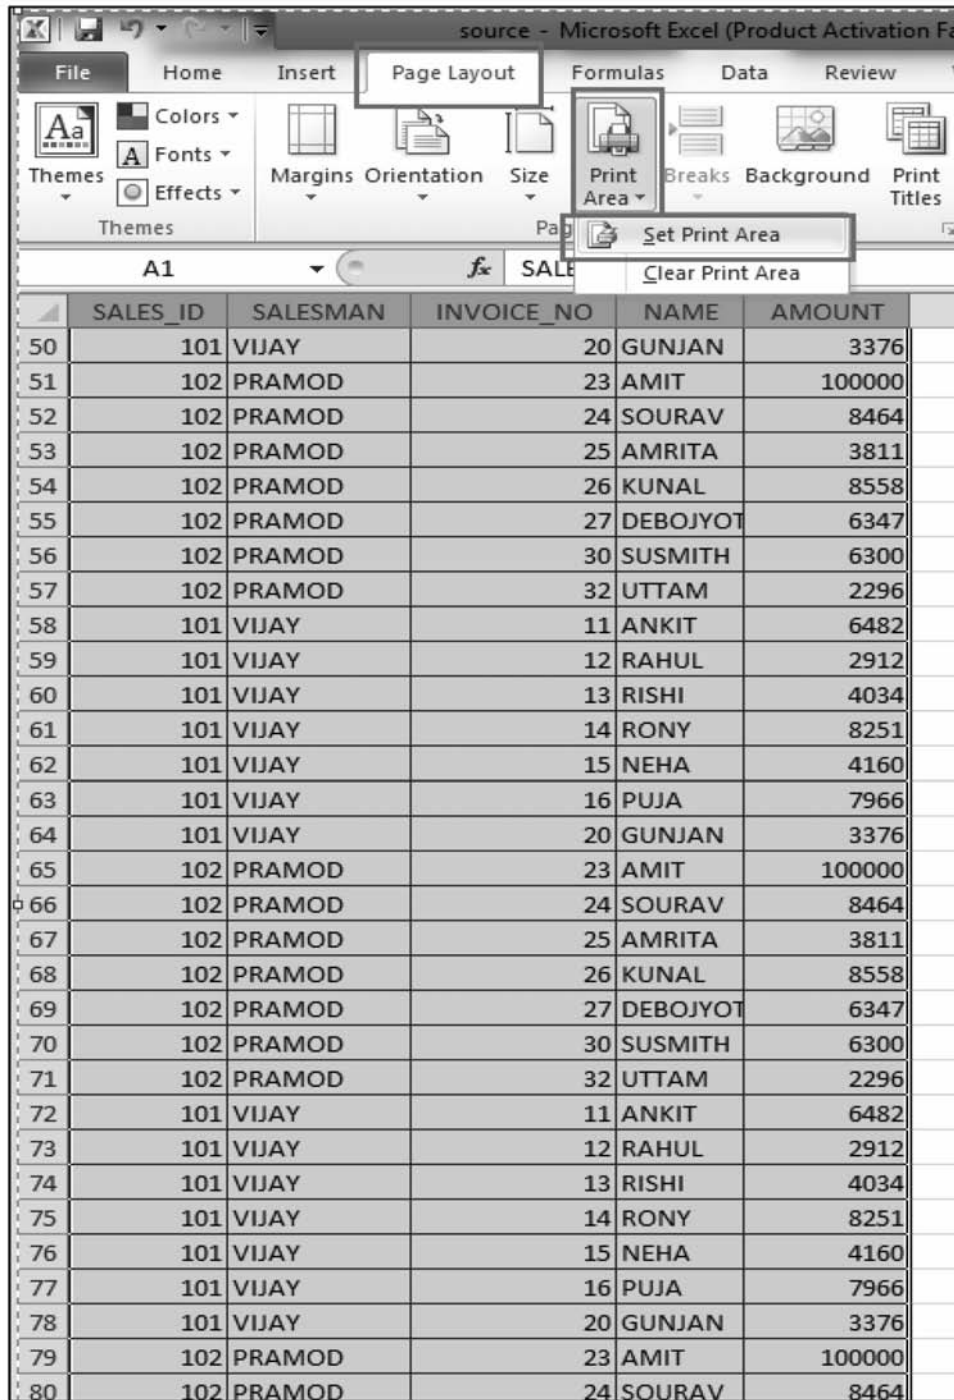 source - Microsoft Excel (Product Activation Fa
File Home Insert Page Layout Formulas Data Review
Aa Colors
A Fonts
Themes Effects
Margins Orientation Size Print Area Breaks Background Print Titles
Themes Pag
Set Print Area
Clear Print Area
A1 fx SALE
SALES_ID SALESMAN INVOICE_NO NAME AMOUNT
50 101 VIJAY 20 GUNJAN 3376
51 102 PRAMOD 23 AMIT 100000
52 102 PRAMOD 24 SOURAV 8464
53 102 PRAMOD 25 AMRITA 3811
54 102 PRAMOD 26 KUNAL 8558
55 102 PRAMOD 27 DEBOJYOT 6347
56 102 PRAMOD 30 SUSMITH 6300
57 102 PRAMOD 32 UTTAM 2296
58 101 VIJAY 11 ANKIT 6482
59 101 VIJAY 12 RAHUL 2912
60 101 VIJAY 13 RISHI 4034
61 101 VIJAY 14 RONY 8251
62 101 VIJAY 15 NEHA 4160
63 101 VIJAY 16 PUJA 7966
64 101 VIJAY 20 GUNJAN 3376
65 102 PRAMOD 23 AMIT 100000
66 102 PRAMOD 24 SOURAV 8464
67 102 PRAMOD 25 AMRITA 3811
68 102 PRAMOD 26 KUNAL 8558
69 102 PRAMOD 27 DEBOJYOT 6347
70 102 PRAMOD 30 SUSMITH 6300
71 102 PRAMOD 32 UTTAM 2296
72 101 VIJAY 11 ANKIT 6482
73 101 VIJAY 12 RAHUL 2912
74 101 VIJAY 13 RISHI 4034
75 101 VIJAY 14 RONY 8251
76 101 VIJAY 15 NEHA 4160
77 101 VIJAY 16 PUJA 7966
78 101 VIJAY 20 GUNJAN 3376
79 102 PRAMOD 23 AMIT 100000
80 102 PRAMOD 24 SOURAV 8464